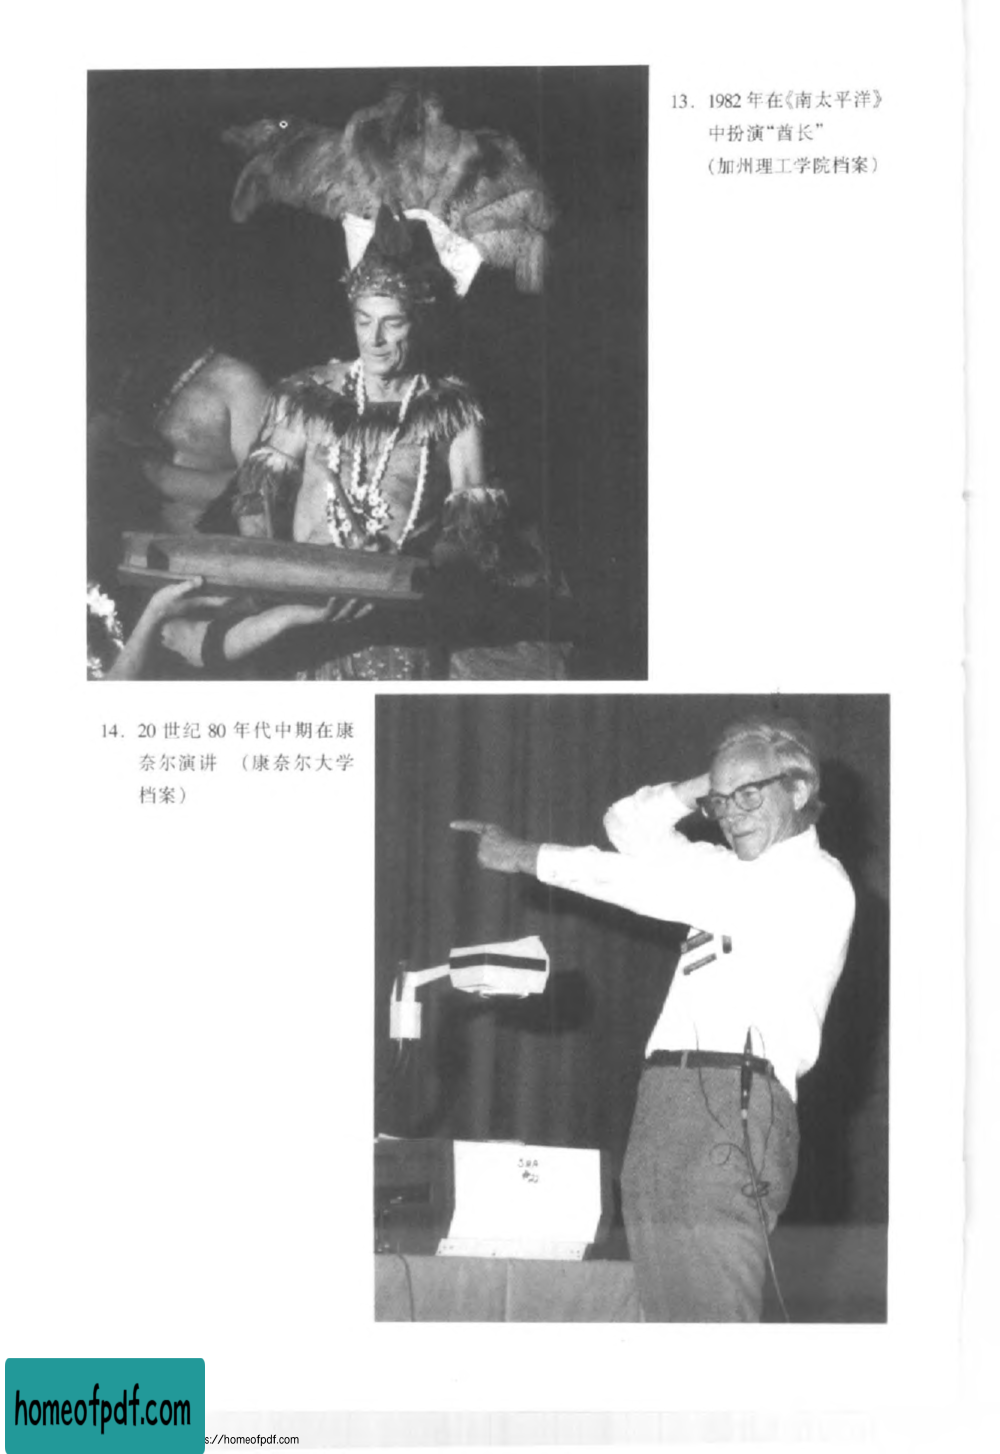 13. 1982 年在《南太平洋》
中扮演“酋长”
（加州理工学院档案）
14. 20 世纪 80 年代中期在康
奈尔演讲 （康奈尔大学
档案）
homeofpdf.com
s://homeofpdf.com